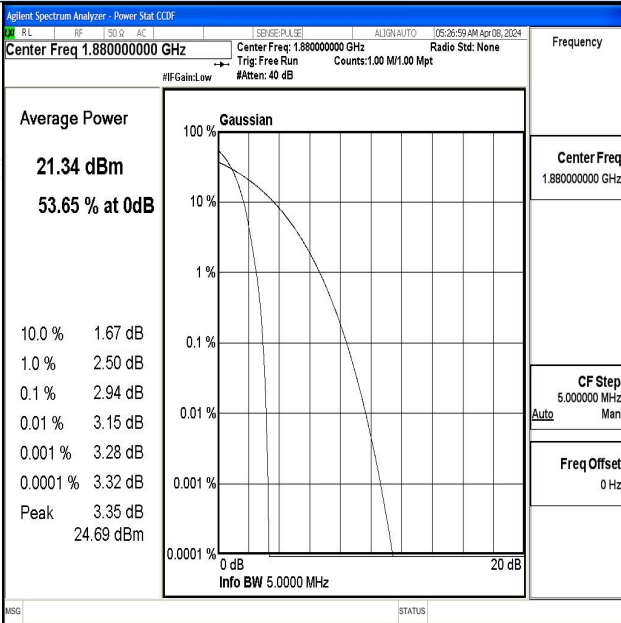 Agilent Spectrum Analyzer - Power Stat CCDF
LXI RL RF 50 Ω AC SENSE:PULSE ALIGN AUTO 05:26:59 AM Apr 08, 2024
Center Freq 1.880000000 GHz
Center Freq: 1.880000000 GHz Radio Std: None
Trig: Free Run Counts:1.00 M/1.00 Mpt
#IFGain:Low #Atten: 40 dB
Average Power
21.34 dBm
53.65 % at 0dB
10.0 % 1.67 dB
1.0 % 2.50 dB
0.1 % 2.94 dB
0.01 % 3.15 dB
0.001 % 3.28 dB
0.0001 % 3.32 dB
Peak 3.35 dB
24.69 dBm
Gaussian
100 %
10 %
1 %
0.1 %
0.01 %
0.001 %
0.0001 %
0 dB 20 dB
Info BW 5.0000 MHz
Frequency
Center Freq
1.880000000 GHz
CF Step
5.000000 MHz
Auto Man
Freq Offset
0 Hz
MSG STATUS